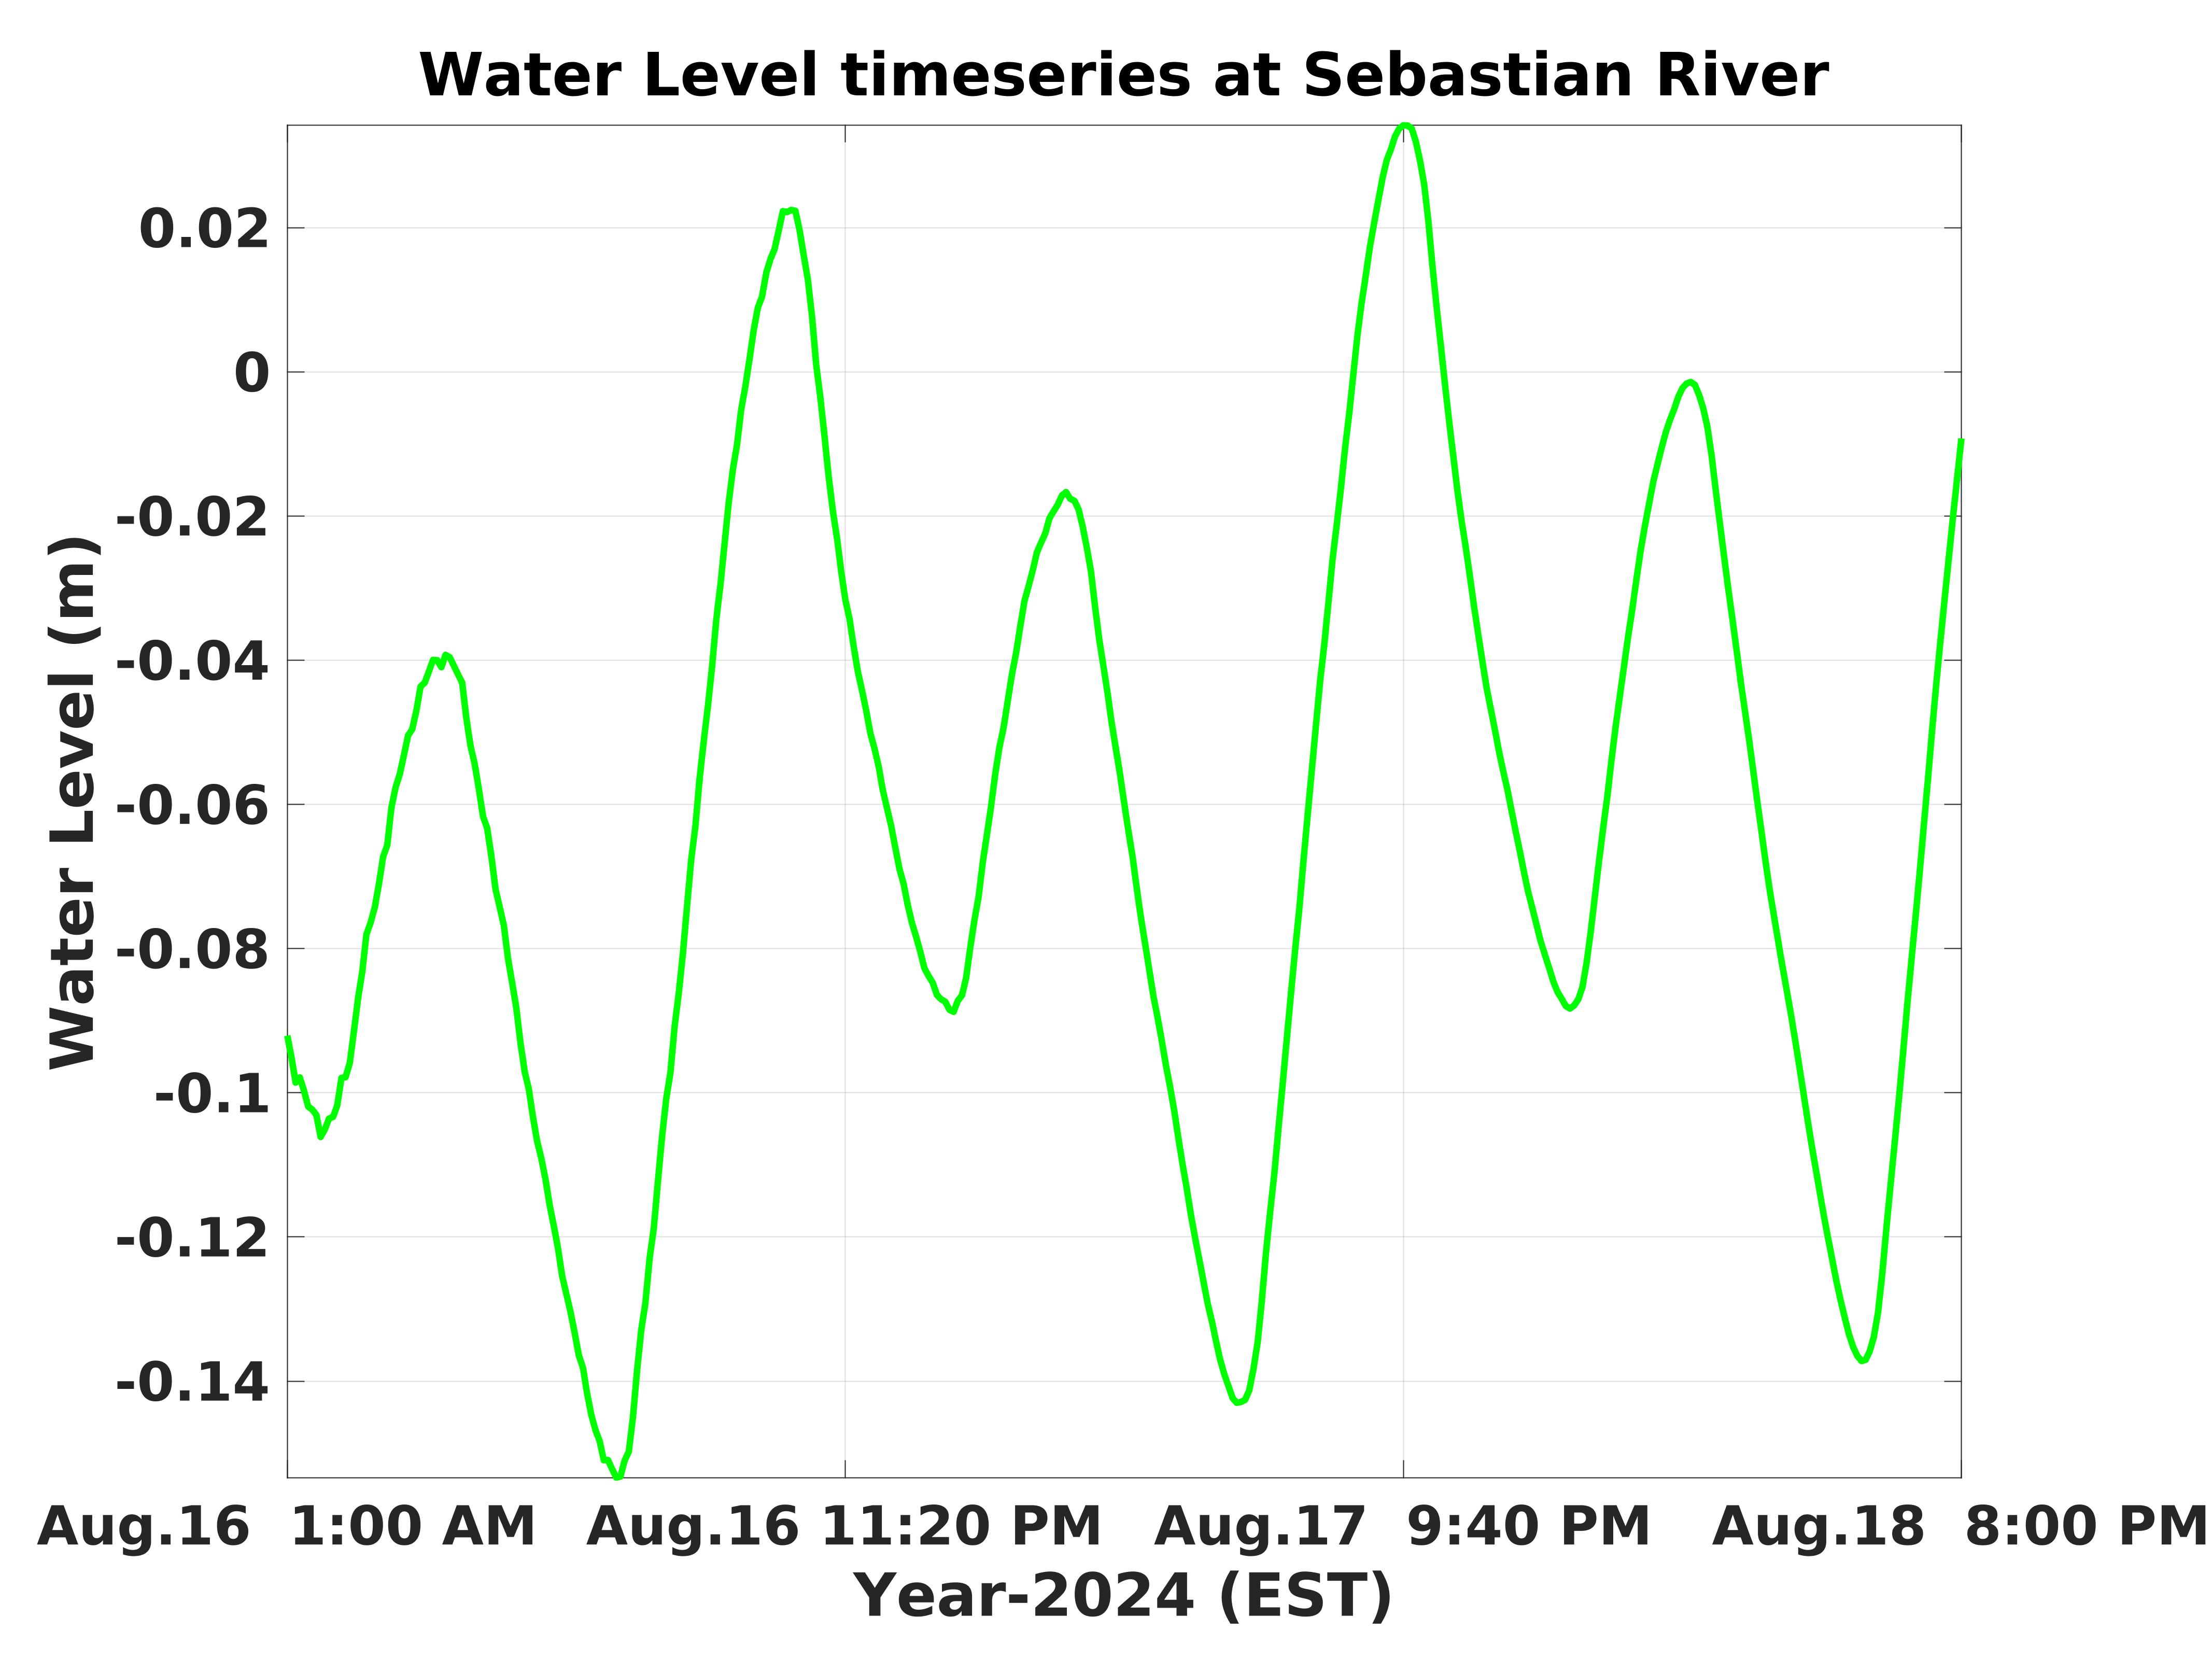 Water Level timeseries at Sebastian River
Water Level (m)
0.02
0
-0.02
-0.04
-0.06
-0.08
-0.1
-0.12
-0.14
Aug.16  1:00 AM Aug.16 11:20 PM Aug.17  9:40 PM Aug.18  8:00 PM
Year-2024 (EST)